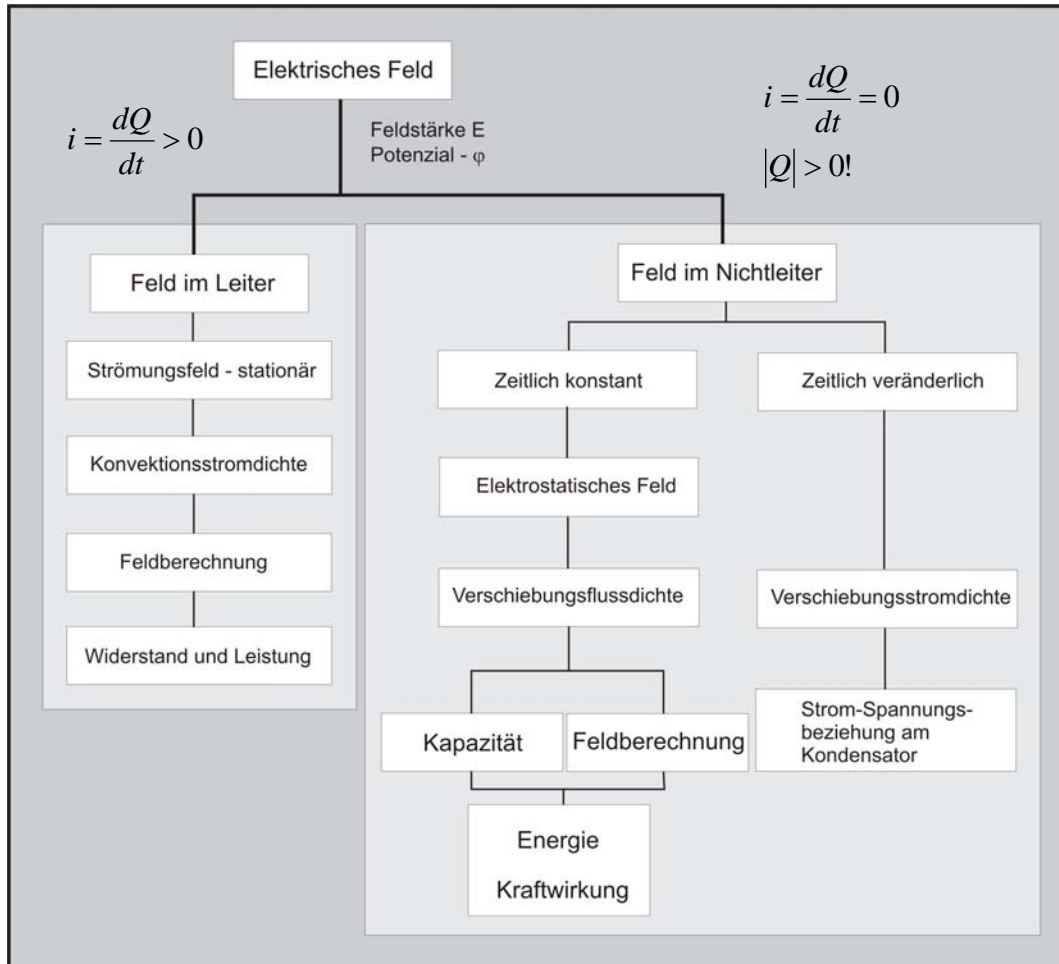 Elektrisches Feld
i = dQ/dt > 0
Feldstärke E
Potenzial - φ
i = dQ/dt = 0
|Q| > 0!
Feld im Leiter
Strömungsfeld - stationär
Konvektionsstromdichte
Feldberechnung
Widerstand und Leistung
Feld im Nichtleiter
Zeitlich konstant
Zeitlich veränderlich
Elektrostatisches Feld
Verschiebungsflussdichte
Verschiebungsstromdichte
Kapazität
Feldberechnung
Strom-Spannungs-
beziehung am
Kondensator
Energie
Kraftwirkung